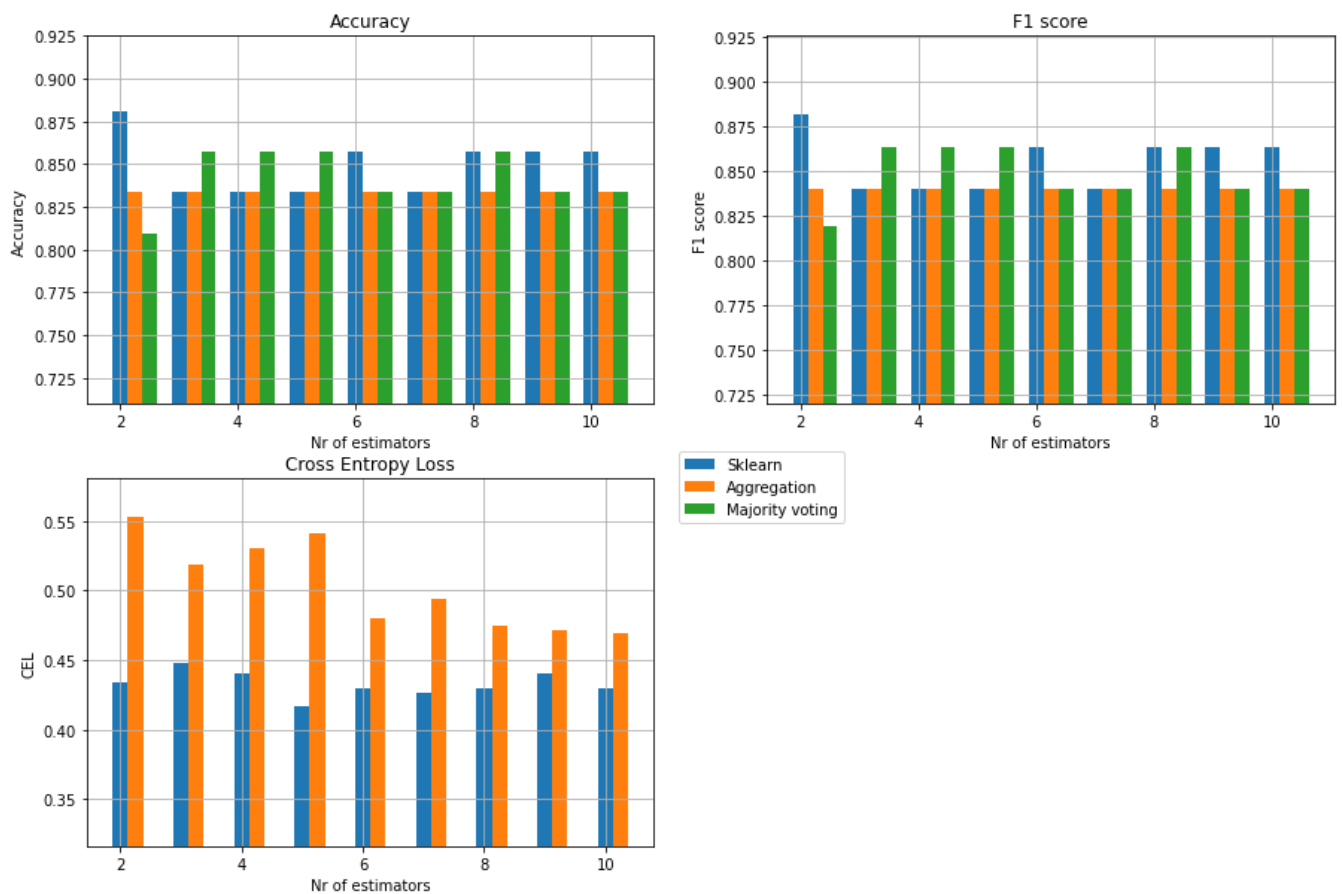 Accuracy
0.925
0.900
0.875
0.850
0.825
0.800
0.775
0.750
0.725
Accuracy
2 4 6 8 10
Nr of estimators
F1 score
0.925
0.900
0.875
0.850
0.825
0.800
0.775
0.750
0.725
F1 score
2 4 6 8 10
Nr of estimators
Cross Entropy Loss
0.55
0.50
0.45
0.40
0.35
CEL
2 4 6 8 10
Nr of estimators
Sklearn
Aggregation
Majority voting